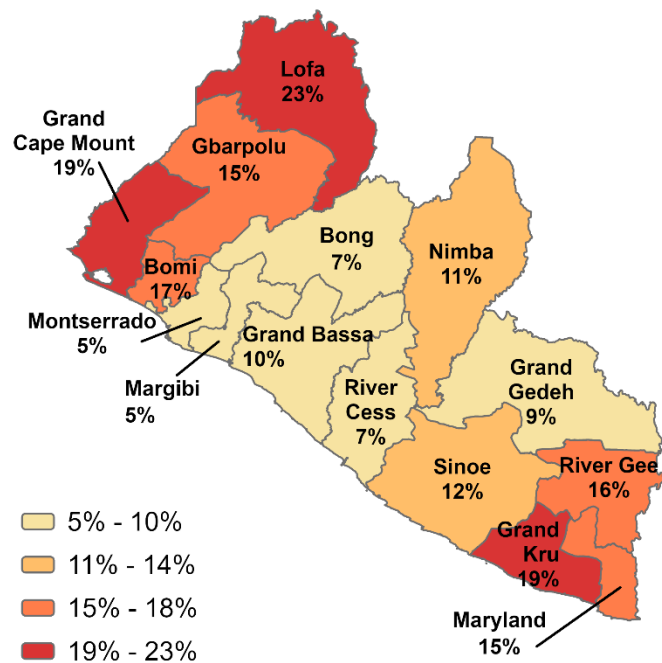 Lofa
23%
Grand
Cape Mount
19%
Gbarpolu
15%
Bong
7%
Nimba
11%
Bomi
17%
Montserrado
5%
Grand Bassa
10%
Margibi
5%
River
Cess
7%
Grand
Gedeh
9%
Sinoe
12%
River Gee
16%
Grand
Kru
19%
Maryland
15%
5% - 10%
11% - 14%
15% - 18%
19% - 23%